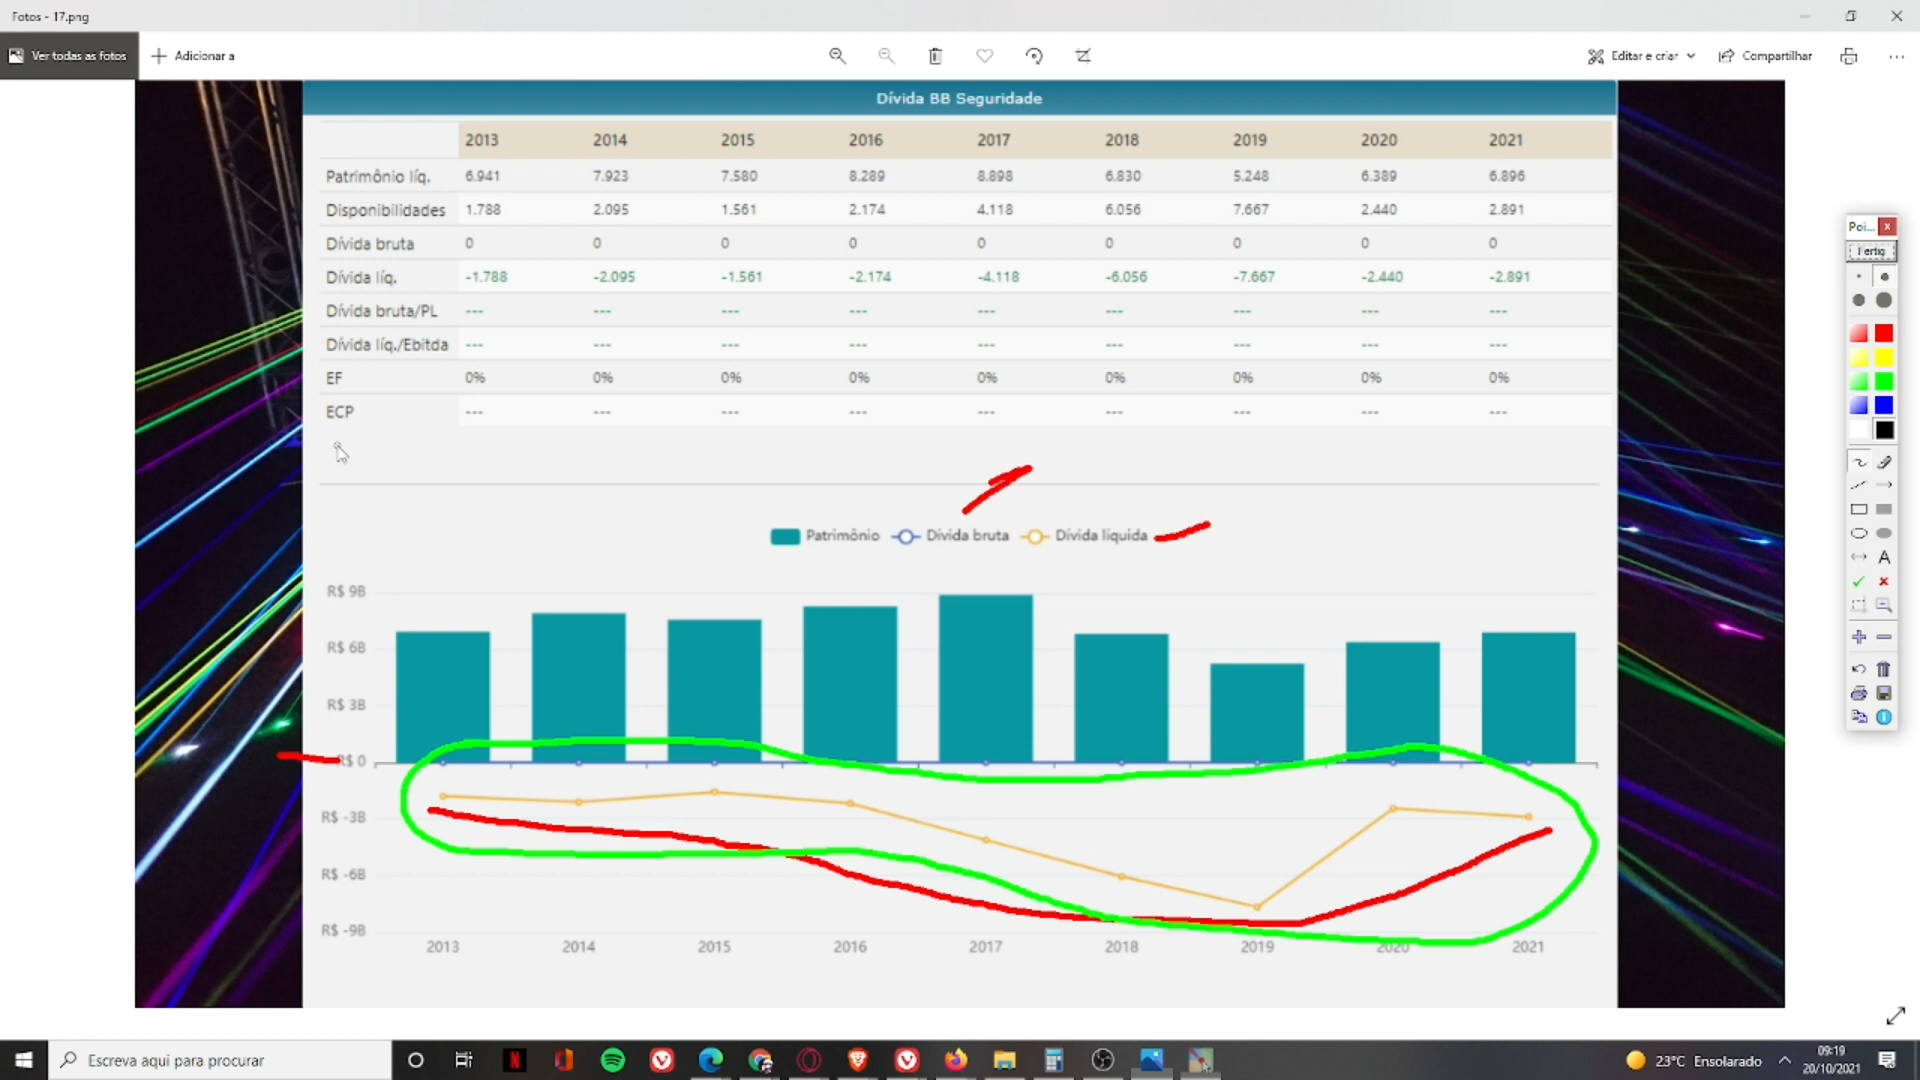 Fotos - 17.png
Ver todas as fotos
Adicionar a
Editar e criar
Compartilhar
Dívida BB Seguridade
2013 2014 2015 2016 2017 2018 2019 2020 2021
Patrimônio líq. 6.941 7.923 7.580 8.289 8.898 6.830 5.248 6.389 6.896
Disponibilidades 1.788 2.095 1.561 2.174 4.118 6.056 7.667 2.440 2.891
Dívida bruta 0 0 0 0 0 0 0 0 0
Dívida líq. -1.788 -2.095 -1.561 -2.174 -4.118 -6.056 -7.667 -2.440 -2.891
Dívida bruta/PL --- --- --- --- --- --- --- --- ---
Dívida líq./Ebitda --- --- --- --- --- --- --- --- ---
EF 0% 0% 0% 0% 0% 0% 0% 0% 0%
ECP --- --- --- --- --- --- --- --- ---
Patrimônio Dívida bruta Dívida líquida
R$ 9B
R$ 6B
R$ 3B
R$ 0
R$ -3B
R$ -6B
R$ -9B
2013 2014 2015 2016 2017 2018 2019 2020 2021
Poi...
Fertig
A
Escreva aqui para procurar
23°C Ensolarado
09:19
20/10/2021